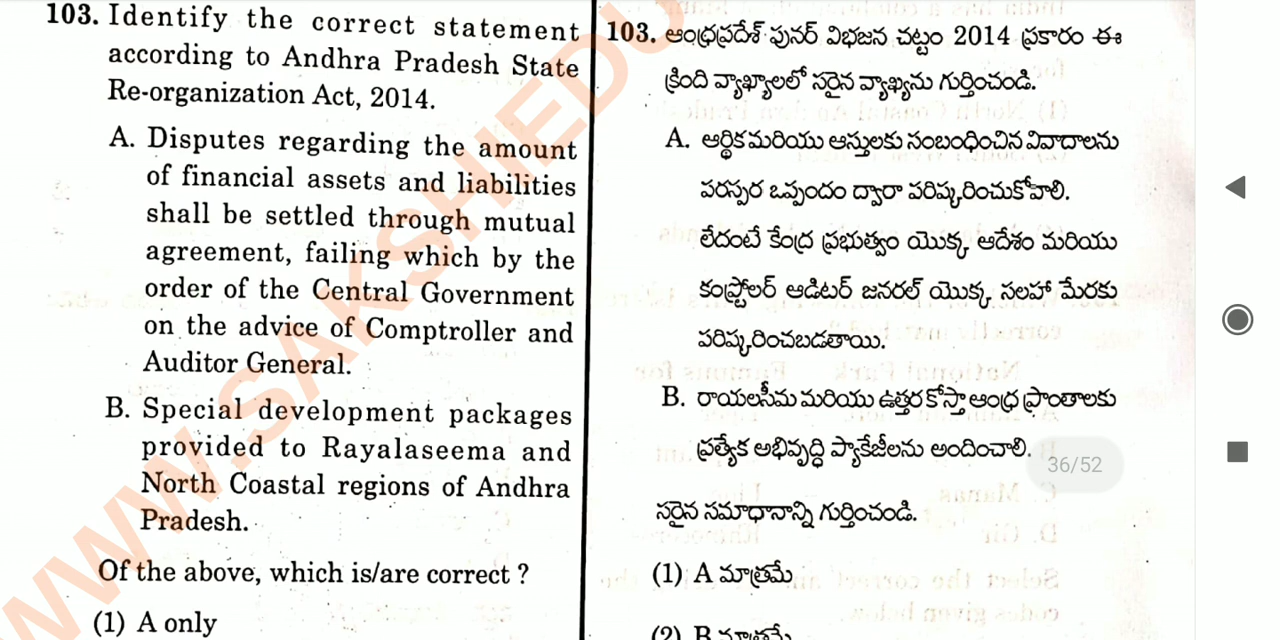 103. Identify the correct statement
according to Andhra Pradesh State
Re-organization Act, 2014.
A. Disputes regarding the amount
of financial assets and liabilities
shall be settled through mutual
agreement, failing which by the
order of the Central Government
on the advice of Comptroller and
Auditor General.
B. Special development packages
provided to Rayalaseema and
North Coastal regions of Andhra
Pradesh.
Of the above, which is/are correct ?
(1) A only
103. ఆంధ్రప్రదేశ్ పునర్ విభజన చట్టం 2014 ప్రకారం ఈ
క్రింది వ్యాఖ్యాలలో సరైన వ్యాఖ్యను గుర్తించండి.
A. ఆర్థిక మరియు ఆస్తులకు సంబంధించిన వివాదాలను
పరస్పర ఒప్పందం ద్వారా పరిష్కరించుకోవాలి.
లేదంటే కేంద్ర ప్రభుత్వం యొక్క ఆదేశం మరియు
కంప్ట్రోలర్ ఆడిటర్ జనరల్ యొక్క సలహా మేరకు
పరిష్కరించబడతాయి.
B. రాయలసీమ మరియు ఉత్తర కోస్తా ఆంధ్ర ప్రాంతాలకు
ప్రత్యేక అభివృద్ధి ప్యాకేజీలను అందించాలి.
36/52
సరైన సమాధానాన్ని గుర్తించండి.
(1) A మాత్రమే
(2) B మాత్రమే
WWW.SAKSHIEDU